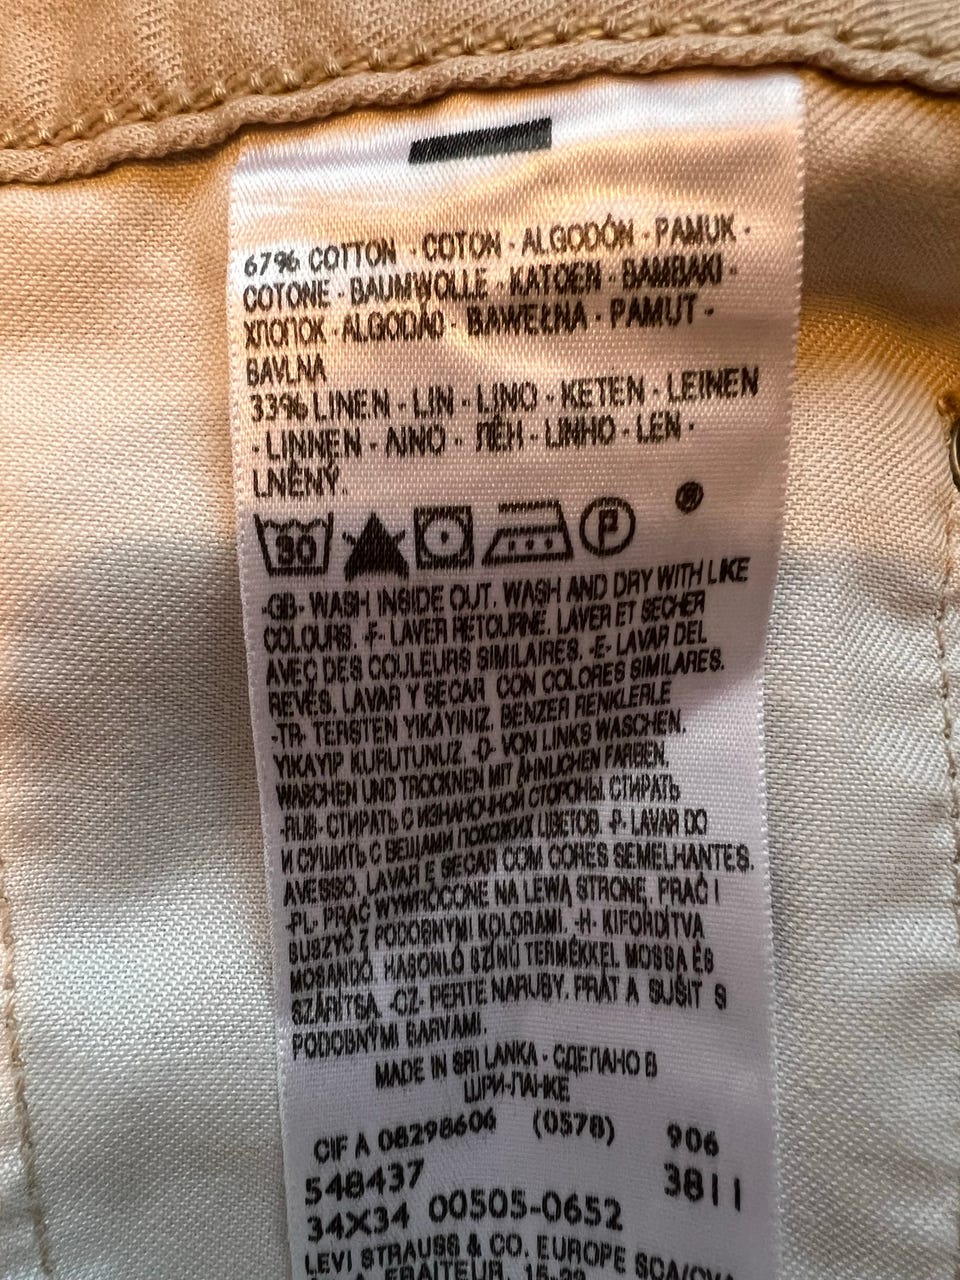 67% COTTON · COTON · ALGODÓN · PAMUK ·
COTONE · BAUMWOLLE · KATOEN · BAMBAKI ·
ХЛОПОК · ALGODÃO · BAWEŁNA · PAMUT ·
BAVLNA
33% LINEN · LIN · LINO · KETEN · LEINEN
· LINNEN · ΛINO · ЛЁН · LINHO · LEN ·
LNĚNÝ.
30 P ®
-GB- WASH INSIDE OUT. WASH AND DRY WITH LIKE
COLOURS. -F- LAVER RETOURNE. LAVER ET SECHER
AVEC DES COULEURS SIMILAIRES. -E- LAVAR DEL
REVÉS. LAVAR Y SECAR CON COLORES SIMILARES.
-TR- TERSTEN YIKAYINIZ. BENZER RENKLERLE
YIKAYIP KURUTUNUZ. -D- VON LINKS WASCHEN.
WASCHEN UND TROCKNEN MIT ÄHNLICHEN FARBEN.
-RUB- СТИРАТЬ С ИЗНАНОЧНОЙ СТОРОНЫ. СТИРАТЬ
И СУШИТЬ С ВЕЩАМИ ПОХОЖИХ ЦВЕТОВ. -P- LAVAR DO
AVESSO. LAVAR E SECAR COM CORES SEMELHANTES.
-PL- PRAĆ WYWRÓCONE NA LEWĄ STRONĘ. PRAĆ I
SUSZYĆ Z PODOBNYMI KOLORAMI. -H- KIFORDÍTVA
MOSANDÓ. HASONLÓ SZÍNŰ TERMÉKKEL MOSSA ÉS
SZÁRÍTSA. -CZ- PERTE NARUBY. PRÁT A SUŠIT S
PODOBNÝMI BARVAMI.
MADE IN SRI LANKA · СДЕЛАНО В
ШРИ-ЛАНКЕ
CIF A 08298606 (0578) 906
548437 3811
34X34 00505-0652
LEVI STRAUSS & CO. EUROPE SCA/CVA